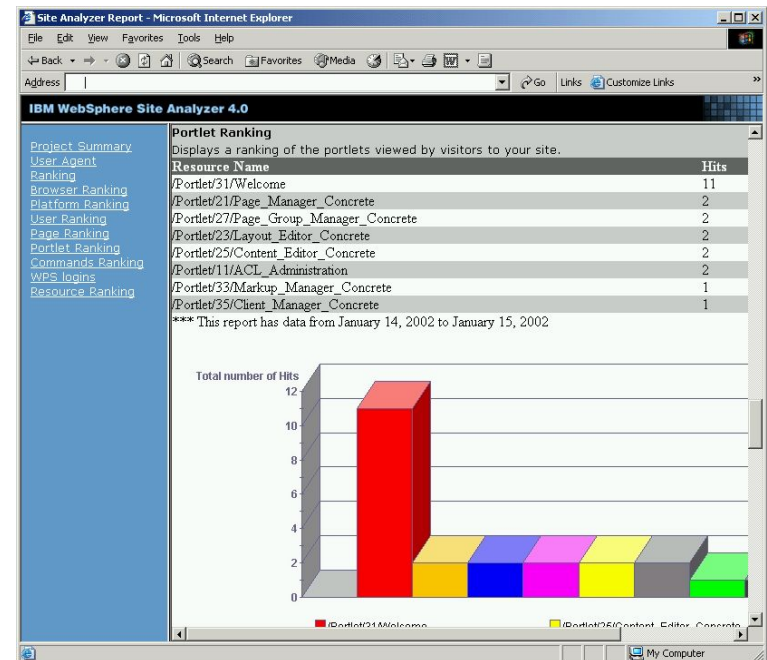 Site Analyzer Report - Microsoft Internet Explorer
File Edit View Favorites Tools Help
Back Search Favorites Media
Address Go Links Customize Links »
IBM WebSphere Site Analyzer 4.0
Project Summary
User Agent
Ranking
Browser Ranking
Platform Ranking
User Ranking
Page Ranking
Portlet Ranking
Commands Ranking
WPS logins
Resource Ranking
Portlet Ranking
Displays a ranking of the portlets viewed by visitors to your site.
Resource Name Hits
/Portlet/31/Welcome 11
/Portlet/21/Page_Manager_Concrete 2
/Portlet/27/Page_Group_Manager_Concrete 2
/Portlet/23/Layout_Editor_Concrete 2
/Portlet/25/Content_Editor_Concrete 2
/Portlet/11/ACL_Administration 2
/Portlet/33/Markup_Manager_Concrete 1
/Portlet/35/Client_Manager_Concrete 1
*** This report has data from January 14, 2002 to January 15, 2002
Total number of Hits
12
10
8
6
4
2
0
/Portlet/31/Welcome /Portlet/25/Content_Editor_Concrete
My Computer